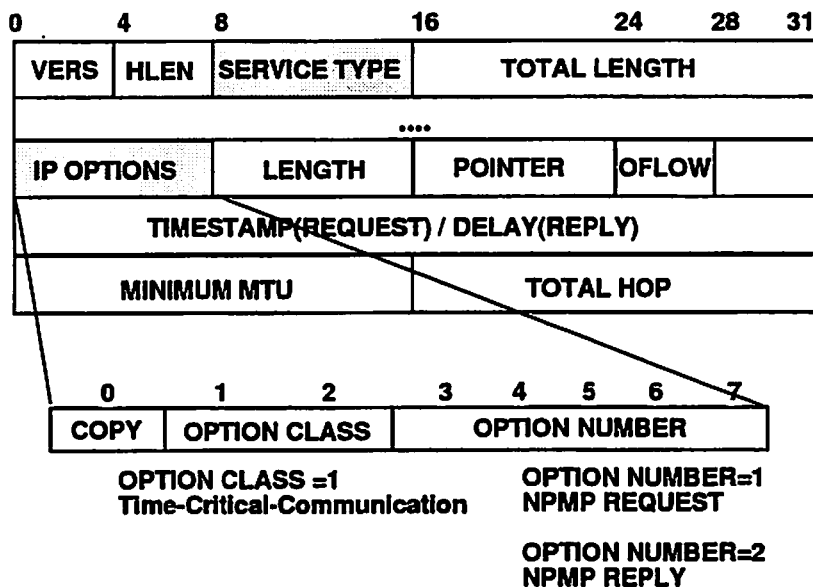 0 4 8 16 24 28 31
VERS HLEN SERVICE TYPE TOTAL LENGTH
....
IP OPTIONS LENGTH POINTER OFLOW
TIMESTAMP(REQUEST) / DELAY(REPLY)
MINIMUM MTU TOTAL HOP
0 1 2 3 4 5 6 7
COPY OPTION CLASS OPTION NUMBER
OPTION CLASS =1 OPTION NUMBER=1
Time-Critical-Communication NPMP REQUEST
OPTION NUMBER=2
NPMP REPLY